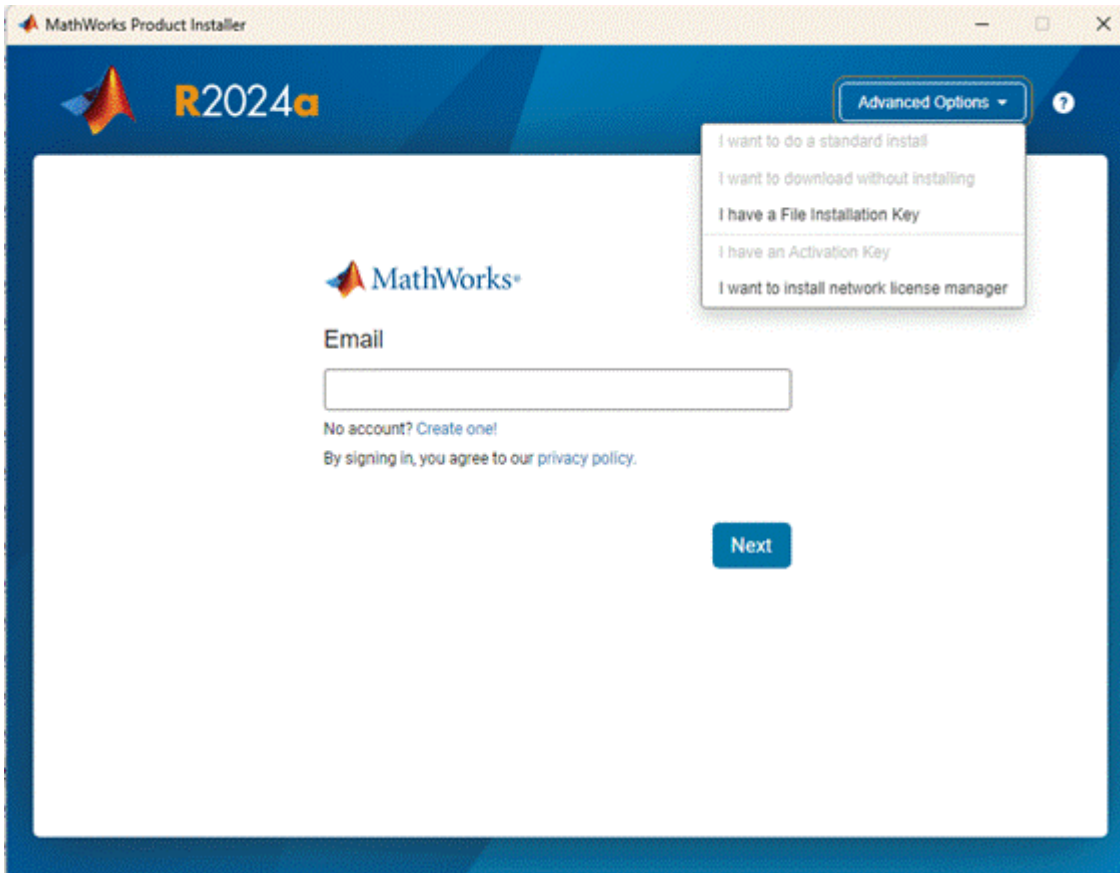 MathWorks Product Installer
R2024a
Advanced Options
?
I want to do a standard install
I want to download without installing
I have a File Installation Key
I have an Activation Key
I want to install network license manager
MathWorks®
Email
No account? Create one!
By signing in, you agree to our privacy policy.
Next